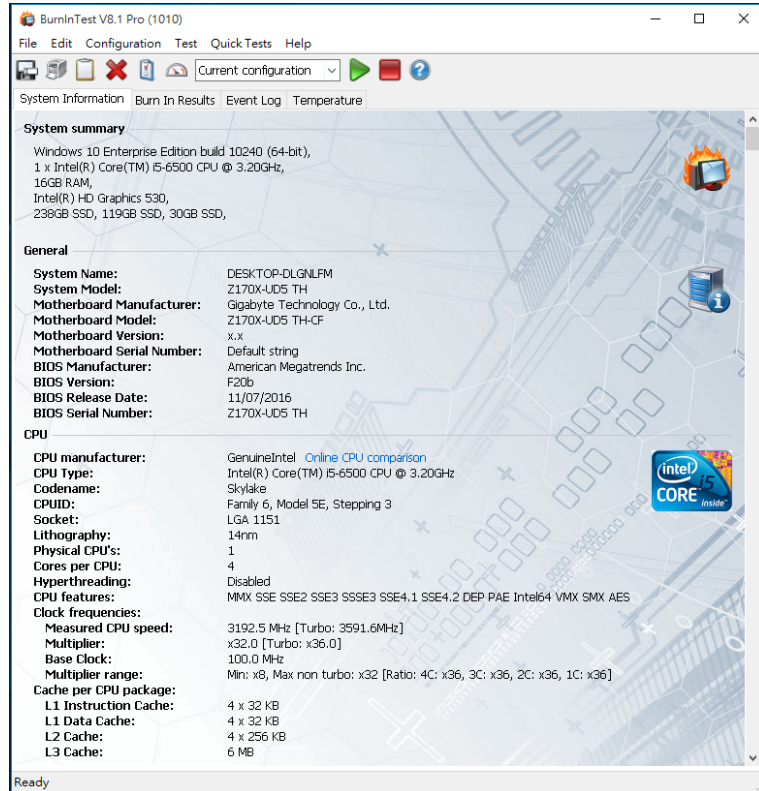 BurnInTest V8.1 Pro (1010)
File Edit Configuration Test Quick Tests Help
Current configuration
System Information Burn In Results Event Log Temperature
System summary
Windows 10 Enterprise Edition build 10240 (64-bit),
1 x Intel(R) Core(TM) i5-6500 CPU @ 3.20GHz,
16GB RAM,
Intel(R) HD Graphics 530,
238GB SSD, 119GB SSD, 30GB SSD,
General
System Name: DESKTOP-DLGNLFM
System Model: Z170X-UD5 TH
Motherboard Manufacturer: Gigabyte Technology Co., Ltd.
Motherboard Model: Z170X-UD5 TH-CF
Motherboard Version: x.x
Motherboard Serial Number: Default string
BIOS Manufacturer: American Megatrends Inc.
BIOS Version: F20b
BIOS Release Date: 11/07/2016
BIOS Serial Number: Z170X-UD5 TH
CPU
CPU manufacturer: GenuineIntel Online CPU comparison
CPU Type: Intel(R) Core(TM) i5-6500 CPU @ 3.20GHz
Codename: Skylake
CPUID: Family 6, Model 5E, Stepping 3
Socket: LGA 1151
Lithography: 14nm
Physical CPU's: 1
Cores per CPU: 4
Hyperthreading: Disabled
CPU features: MMX SSE SSE2 SSE3 SSSE3 SSE4.1 SSE4.2 DEP PAE Intel64 VMX SMX AES
Clock frequencies:
Measured CPU speed: 3192.5 MHz [Turbo: 3591.6MHz]
Multiplier: x32.0 [Turbo: x36.0]
Base Clock: 100.0 MHz
Multiplier range: Min: x8, Max non turbo: x32 [Ratio: 4C: x36, 3C: x36, 2C: x36, 1C: x36]
Cache per CPU package:
L1 Instruction Cache: 4 x 32 KB
L1 Data Cache: 4 x 32 KB
L2 Cache: 4 x 256 KB
L3 Cache: 6 MB
intel i5
CORE inside
Ready